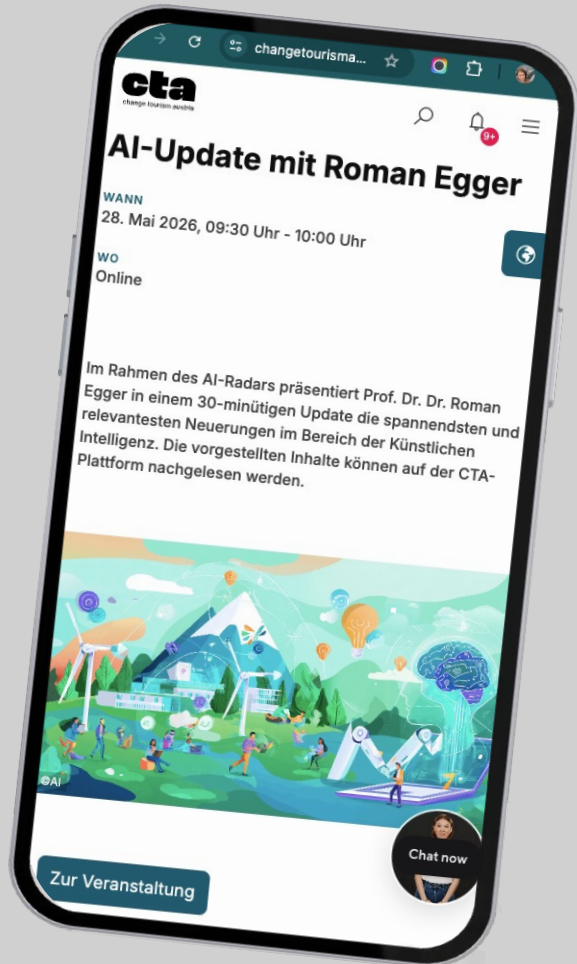 changetourisma...
cta
change tourism austria
9+
AI-Update mit Roman Egger
WANN
28. Mai 2026, 09:30 Uhr - 10:00 Uhr
WO
Online
Im Rahmen des AI-Radars präsentiert Prof. Dr. Dr. Roman
Egger in einem 30-minütigen Update die spannendsten und
relevantesten Neuerungen im Bereich der Künstlichen
Intelligenz. Die vorgestellten Inhalte können auf der CTA-
Plattform nachgelesen werden.
©AI
Chat now
Zur Veranstaltung